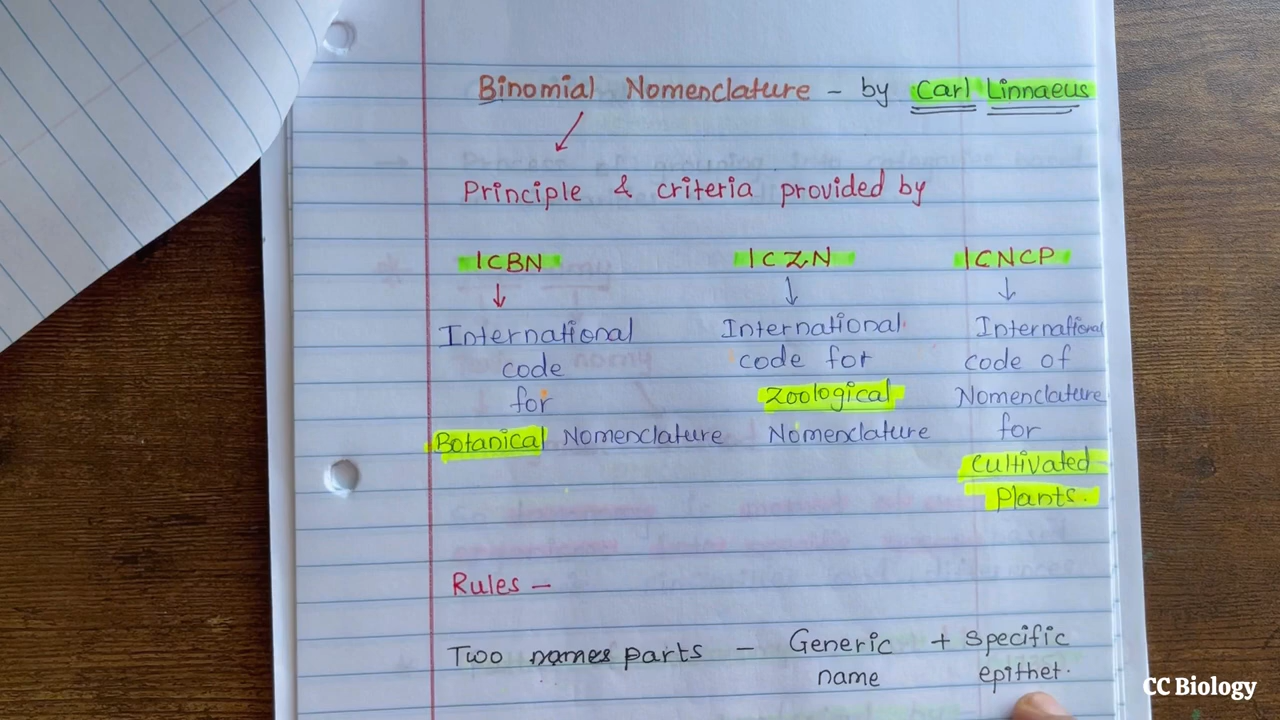 Binomial Nomenclature - by Carl Linnaeus
Principle & criteria provided by
ICBN
International
code
for
Botanical Nomenclature
ICZN
International
code for
Zoological
Nomenclature
ICNCP
International
code of
Nomenclature
for
Cultivated
Plants.
Rules -
Two names parts - Generic name + specific epithet.
CC Biology